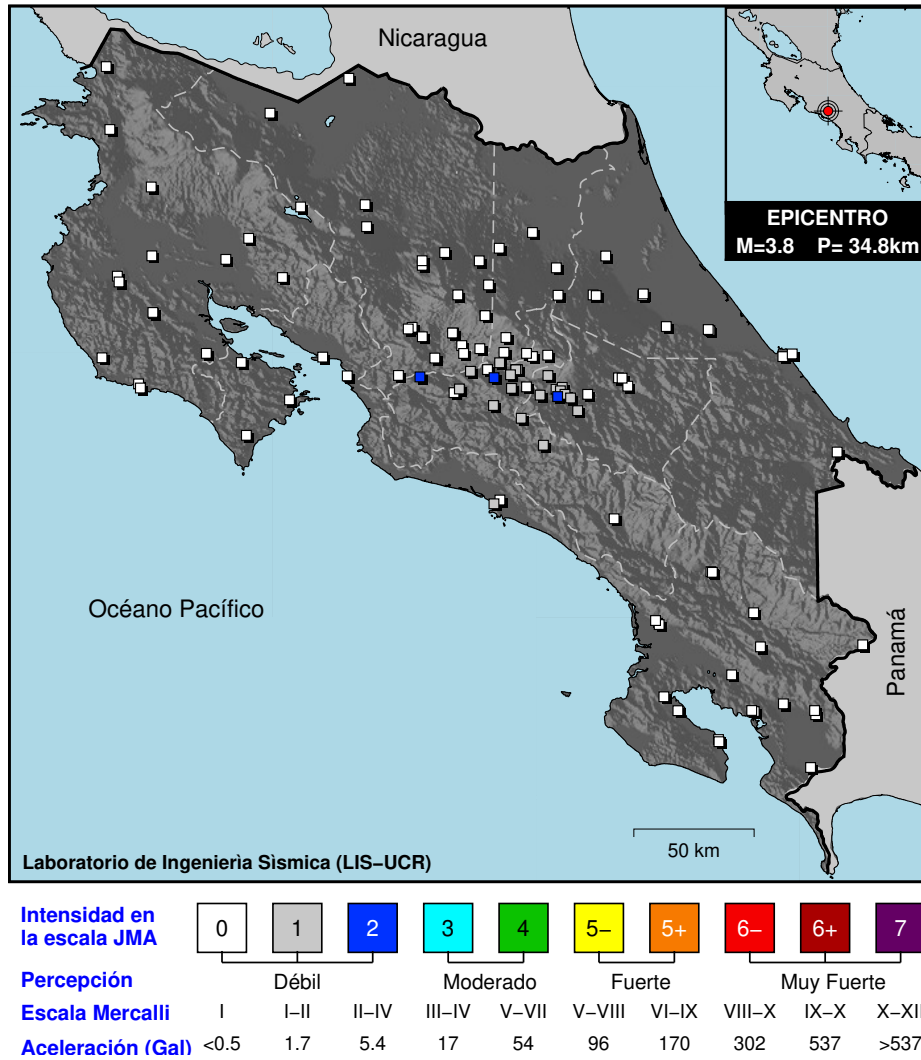 Nicaragua
EPICENTRO
M=3.8 P= 34.8km
Océano Pacífico
Panamá
50 km
Laboratorio de Ingenierìa Sìsmica (LIS–UCR)
Intensidad en
la escala JMA
0 1 2 3 4 5− 5+ 6− 6+ 7
Percepción Débil Moderado Fuerte Muy Fuerte
Escala Mercalli I I−II II−IV III−IV V−VII V−VIII VI−IX VIII−X IX−X X−XII
Aceleración (Gal) <0.5 1.7 5.4 17 54 96 170 302 537 >537